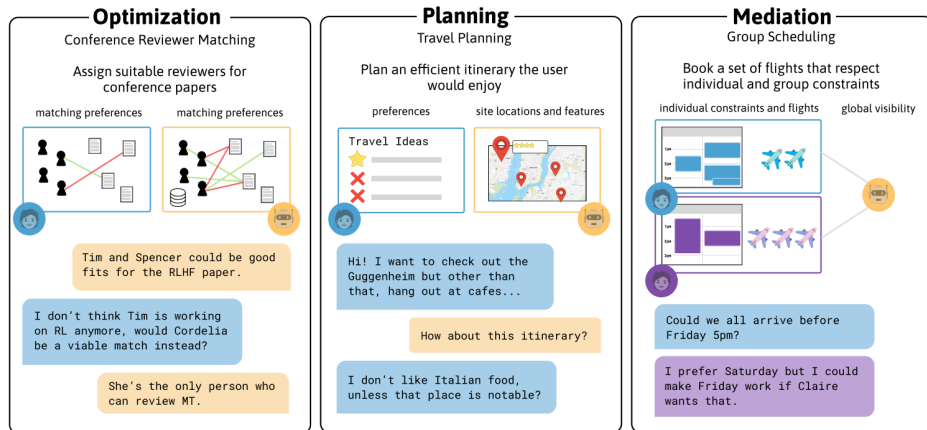 Optimization
Conference Reviewer Matching
Assign suitable reviewers for
conference papers
matching preferences
matching preferences
Tim and Spencer could be good
fits for the RLHF paper.
I don't think Tim is working
on RL anymore, would Cordelia
be a viable match instead?
She's the only person who
can review MT.
Planning
Travel Planning
Plan an efficient itinerary the user
would enjoy
preferences
site locations and features
Travel Ideas
Hi! I want to check out the
Guggenheim but other than
that, hang out at cafes...
How about this itinerary?
I don't like Italian food,
unless that place is notable?
Mediation
Group Scheduling
Book a set of flights that respect
individual and group constraints
individual constraints and flights
global visibility
1pm
2pm
1pm
2pm
Could we all arrive before
Friday 5pm?
I prefer Saturday but I could
make Friday work if Claire
wants that.